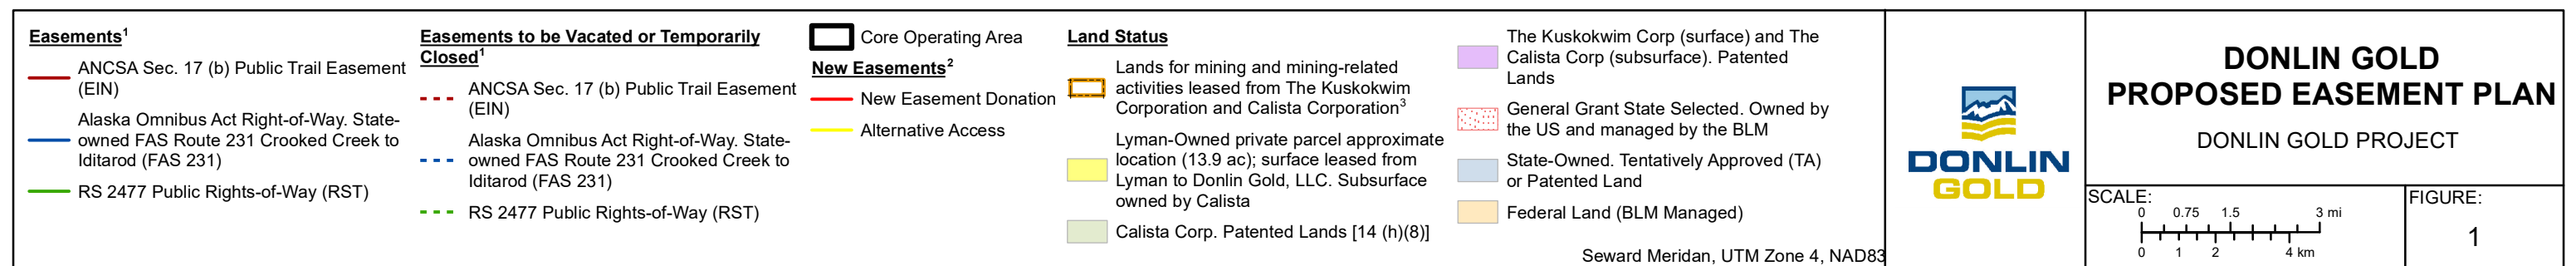 Easements1
ANCSA Sec. 17 (b) Public Trail Easement
(EIN)
Alaska Omnibus Act Right-of-Way. State-
owned FAS Route 231 Crooked Creek to
Iditarod (FAS 231)
RS 2477 Public Rights-of-Way (RST)
Easements to be Vacated or Temporarily
Closed1
ANCSA Sec. 17 (b) Public Trail Easement
(EIN)
Alaska Omnibus Act Right-of-Way. State-
owned FAS Route 231 Crooked Creek to
Iditarod (FAS 231)
RS 2477 Public Rights-of-Way (RST)
Core Operating Area
New Easements2
New Easement Donation
Alternative Access
Land Status
Lands for mining and mining-related
activities leased from The Kuskokwim
Corporation and Calista Corporation3
Lyman-Owned private parcel approximate
location (13.9 ac); surface leased from
Lyman to Donlin Gold, LLC. Subsurface
owned by Calista
Calista Corp. Patented Lands [14 (h)(8)]
The Kuskokwim Corp (surface) and The
Calista Corp (subsurface). Patented
Lands
General Grant State Selected. Owned by
the US and managed by the BLM
State-Owned. Tentatively Approved (TA)
or Patented Land
Federal Land (BLM Managed)
Seward Meridan, UTM Zone 4, NAD83
DONLIN
GOLD
DONLIN GOLD
PROPOSED EASEMENT PLAN
DONLIN GOLD PROJECT
SCALE:
0 0.75 1.5 3 mi
0 1 2 4 km
FIGURE:
1